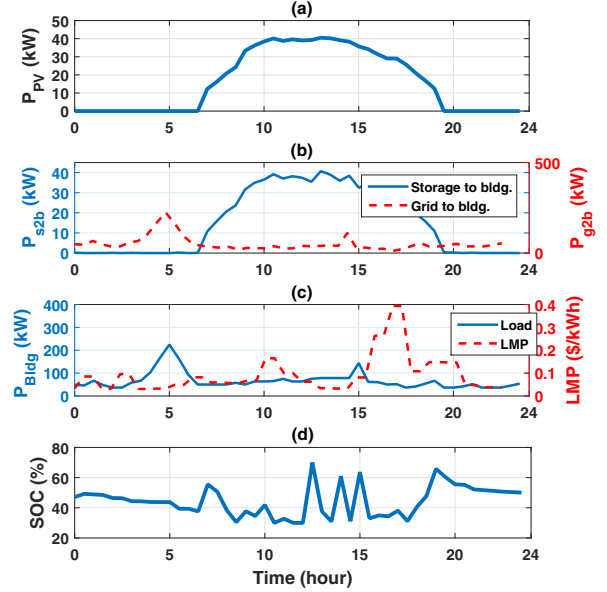 (a)
P_PV (kW)
50
40
30
20
10
0
0 5 10 15 20 24
(b)
P_s2b (kW)
40
30
20
10
0
500
0
P_g2b (kW)
Storage to bldg.
Grid to bldg.
0 5 10 15 20 24
(c)
P_Bldg (kW)
400
300
200
100
0
0.4
0.3
0.2
0.1
0
LMP ($/kWh)
Load
LMP
0 5 10 15 20 24
(d)
SOC (%)
80
60
40
20
0 5 10 15 20 24
Time (hour)